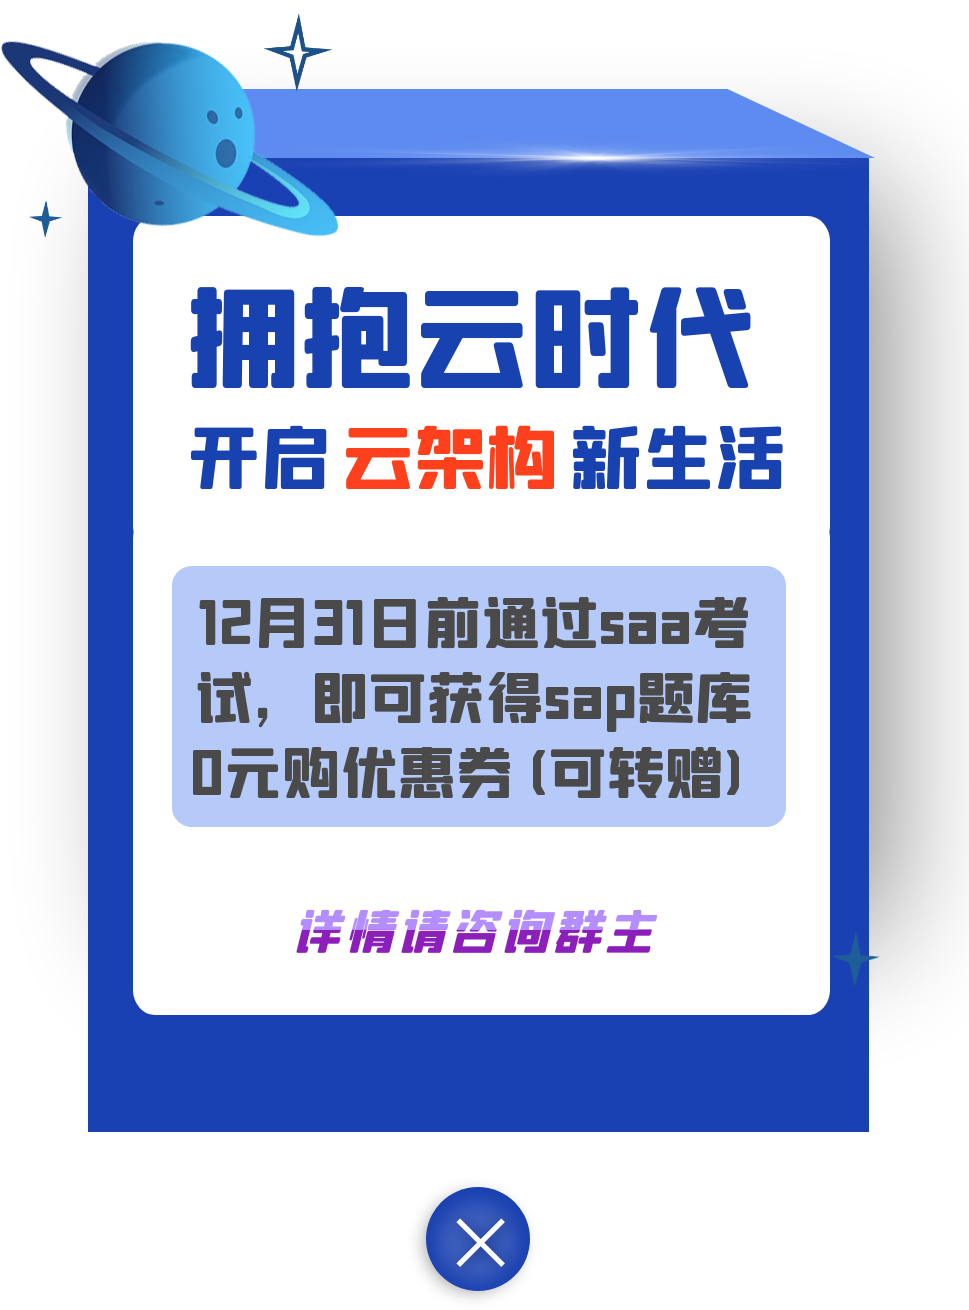 拥抱云时代
开启 云架构 新生活
12月31日前通过saa考
试，即可获得sap题库
0元购优惠券(可转赠)
详情请咨询群主